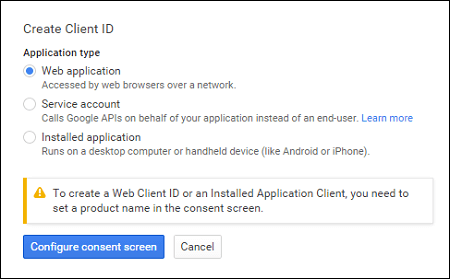 Create Client ID
Application type
Web application
Accessed by web browsers over a network.
Service account
Calls Google APIs on behalf of your application instead of an end-user. Learn more
Installed application
Runs on a desktop computer or handheld device (like Android or iPhone).
To create a Web Client ID or an Installed Application Client, you need to
set a product name in the consent screen.
Configure consent screen Cancel